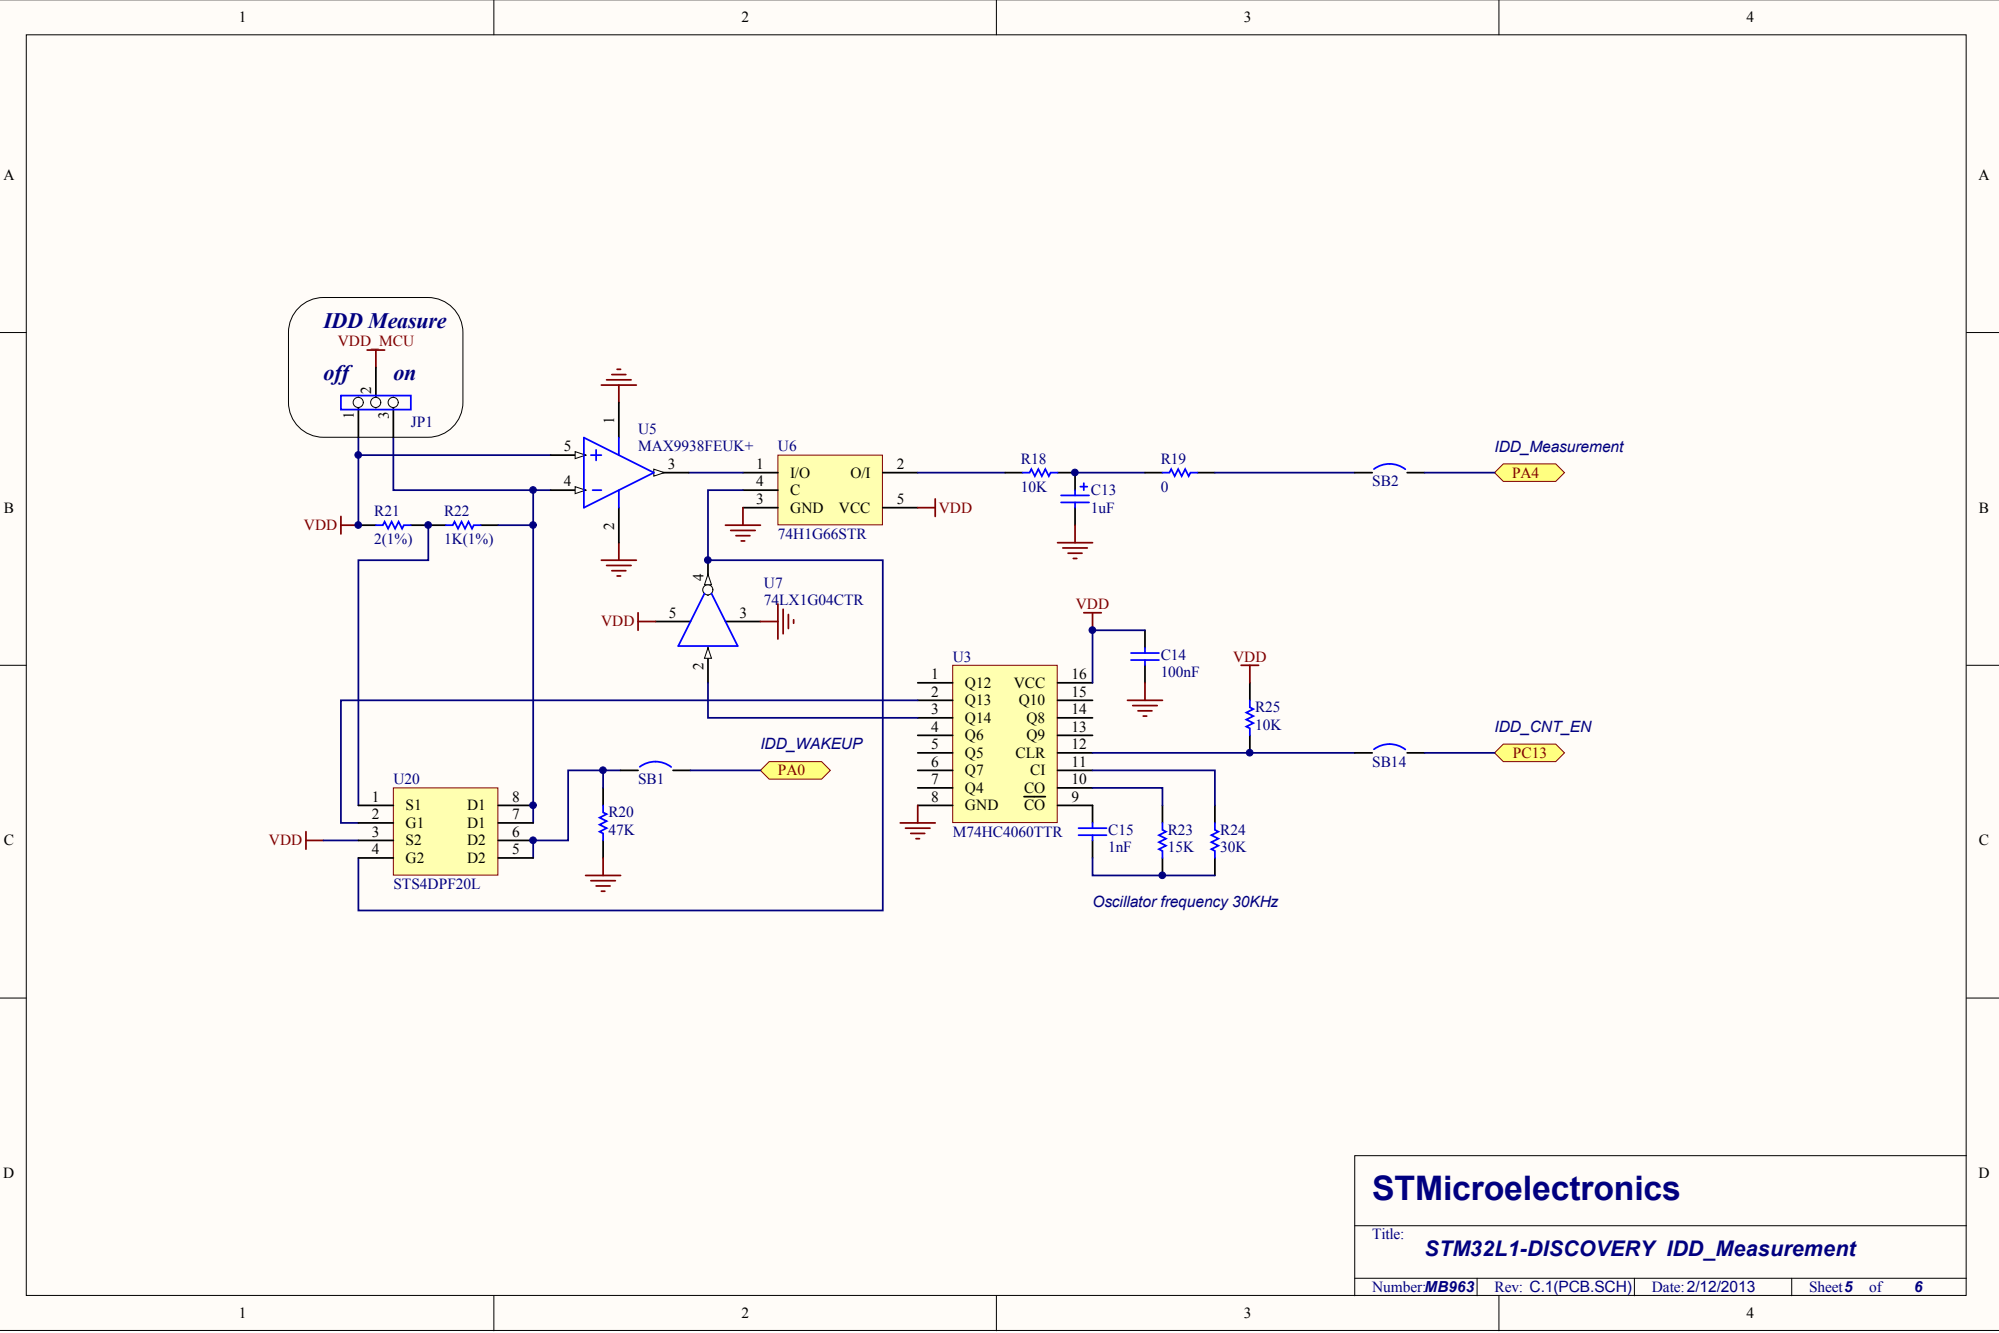 1 2 3 4
A A
IDD Measure
VDD_MCU
off on
2
1 3
JP1
B B
1
U5
MAX9938FEUK+
5
+
4
−
3
2
U6
1 I/O O/I 2
4 C
3 GND VCC 5
VDD
74H1G66STR
R18
10K
C13
+
1uF
R19
0
SB2
IDD_Measurement
PA4
VDD
R21
2(1%)
R22
1K(1%)
4
U7
74LX1G04CTR
VDD
5 3
2
VDD
C14
100nF
U3
1 Q12 VCC 16
2 Q13 Q10 15
3 Q14 Q8 14
4 Q6 Q9 13
5 Q5 CLR 12
6 Q7 CI 11
7 Q4 CO 10
8 GND CO 9
M74HC4060TTR
VDD
R25
10K
IDD_CNT_EN
SB14
PC13
IDD_WAKEUP
SB1
PA0
R20
47K
C C
U20
1 S1 D1 8
2 G1 D1 7
VDD
3 S2 D2 6
4 G2 D2 5
STS4DPF20L
C15
1nF
R23
15K
R24
30K
Oscillator frequency 30KHz
D D
STMicroelectronics
Title:
STM32L1-DISCOVERY IDD_Measurement
Number:MB963 Rev: C.1(PCB.SCH) Date: 2/12/2013 Sheet 5 of 6
1 2 3 4